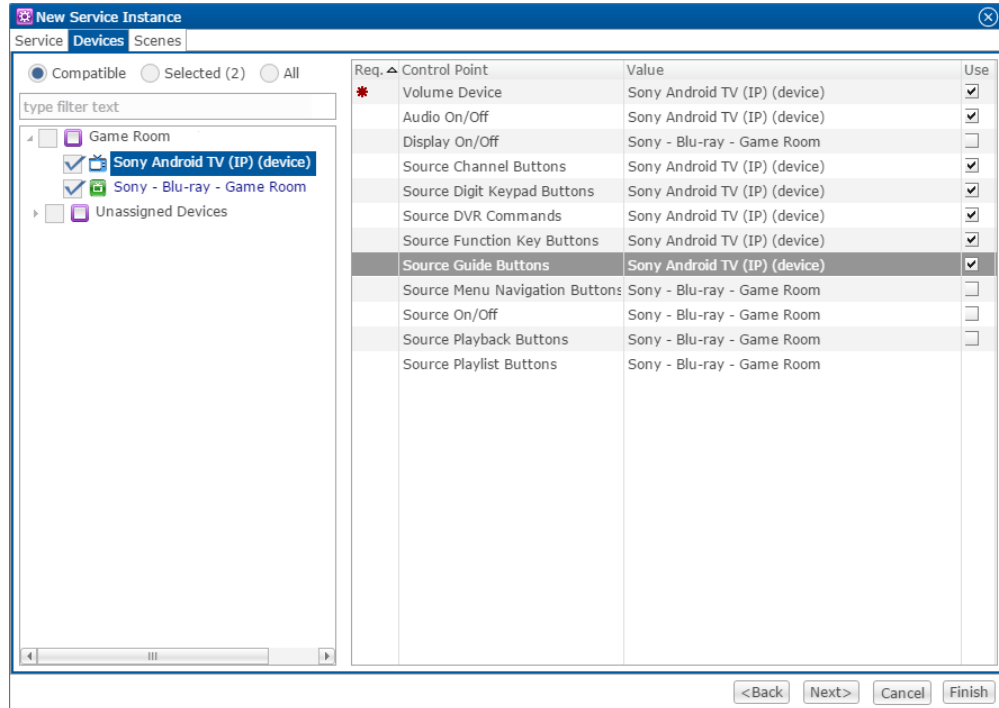 New Service Instance
Service Devices Scenes
Compatible Selected (2) All
type filter text
Game Room
Sony Android TV (IP) (device)
Sony - Blu-ray - Game Room
Unassigned Devices
Req. Control Point Value Use
Volume Device Sony Android TV (IP) (device)
Audio On/Off Sony Android TV (IP) (device)
Display On/Off Sony - Blu-ray - Game Room
Source Channel Buttons Sony Android TV (IP) (device)
Source Digit Keypad Buttons Sony Android TV (IP) (device)
Source DVR Commands Sony Android TV (IP) (device)
Source Function Key Buttons Sony Android TV (IP) (device)
Source Guide Buttons Sony Android TV (IP) (device)
Source Menu Navigation Buttons Sony - Blu-ray - Game Room
Source On/Off Sony - Blu-ray - Game Room
Source Playback Buttons Sony - Blu-ray - Game Room
Source Playlist Buttons Sony - Blu-ray - Game Room
<Back Next> Cancel Finish